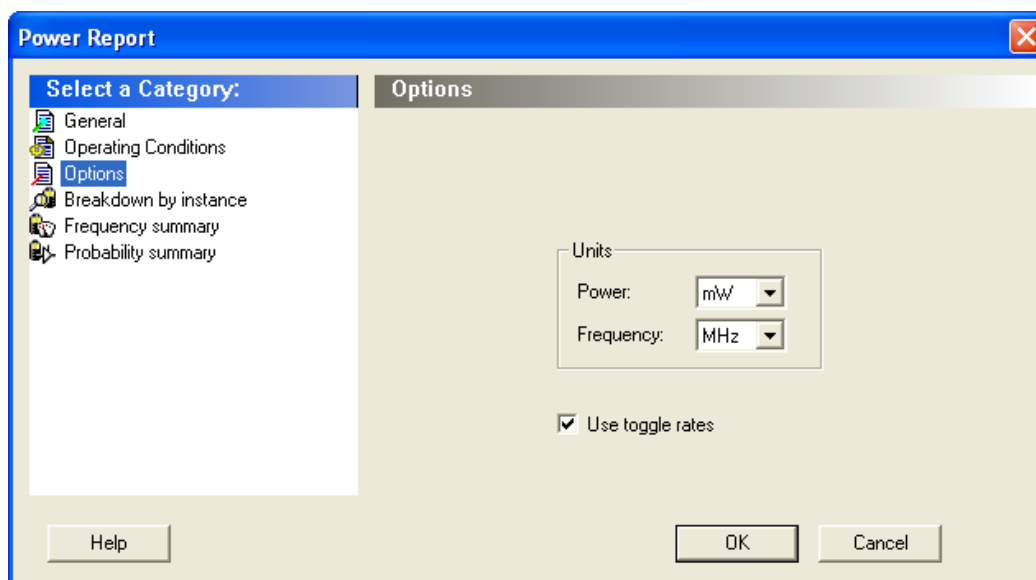 Power Report
Select a Category:
General
Operating Conditions
Options
Breakdown by instance
Frequency summary
Probability summary
Options
Units
Power:
mW
Frequency:
MHz
Use toggle rates
Help
OK
Cancel